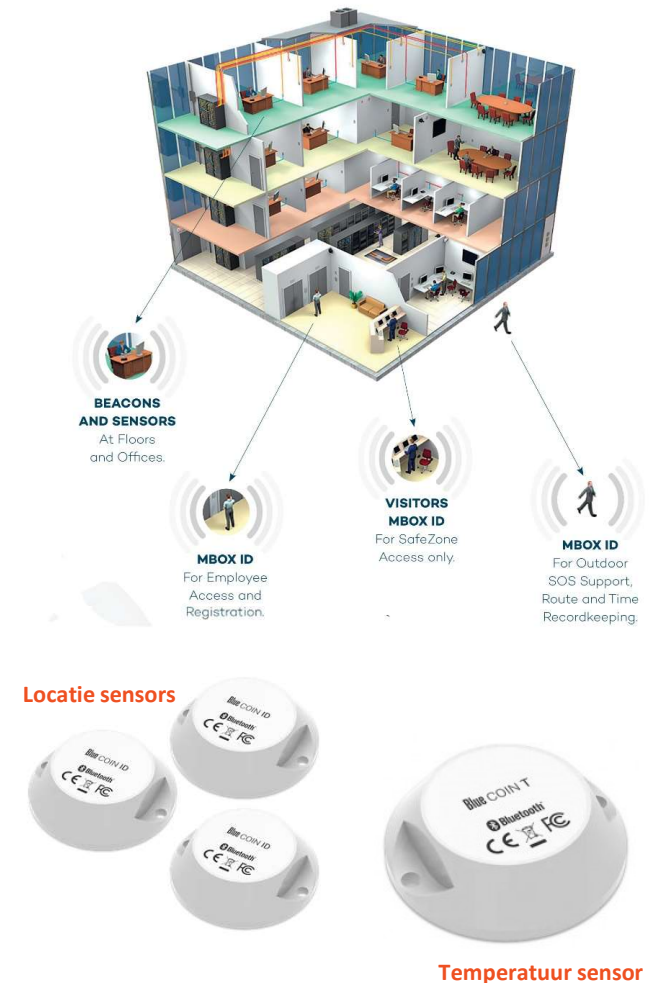 BEACONS
AND SENSORS
At Floors
and Offices.
MBOX ID
For Employee
Access and
Registration.
VISITORS
MBOX ID
For SafeZone
Access only.
MBOX ID
For Outdoor
SOS Support,
Route and Time
Recordkeeping.
Locatie sensors
Blue COIN ID
Bluetooth
CE FC
Blue COIN ID
Bluetooth
CE FC
Blue COIN ID
Bluetooth
CE FC
Blue COIN T
Bluetooth
CE FC
Temperatuur sensor